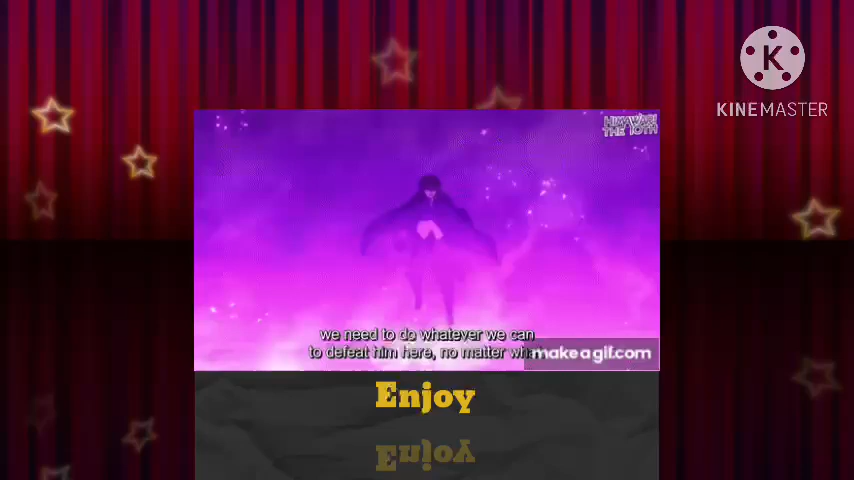 K
KINEMASTER
HIMAWARI
THE 10TH
we need to do whatever we can
to defeat him here, no matter wha
makeagif.com
Enjoy
Enjoy